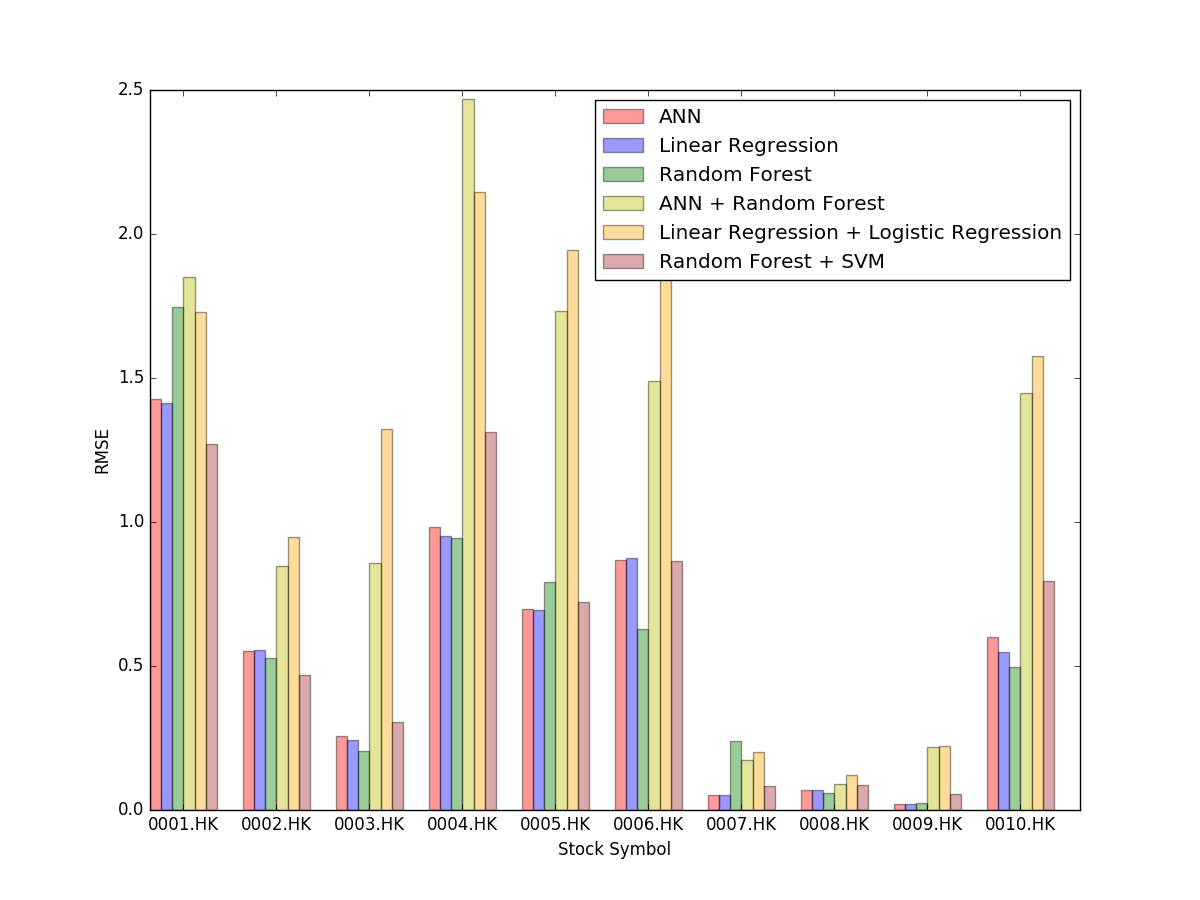 2.5
2.0
1.5
1.0
0.5
0.0
RMSE
ANN
Linear Regression
Random Forest
ANN + Random Forest
Linear Regression + Logistic Regression
Random Forest + SVM
0001.HK 0002.HK 0003.HK 0004.HK 0005.HK 0006.HK 0007.HK 0008.HK 0009.HK 0010.HK
Stock Symbol